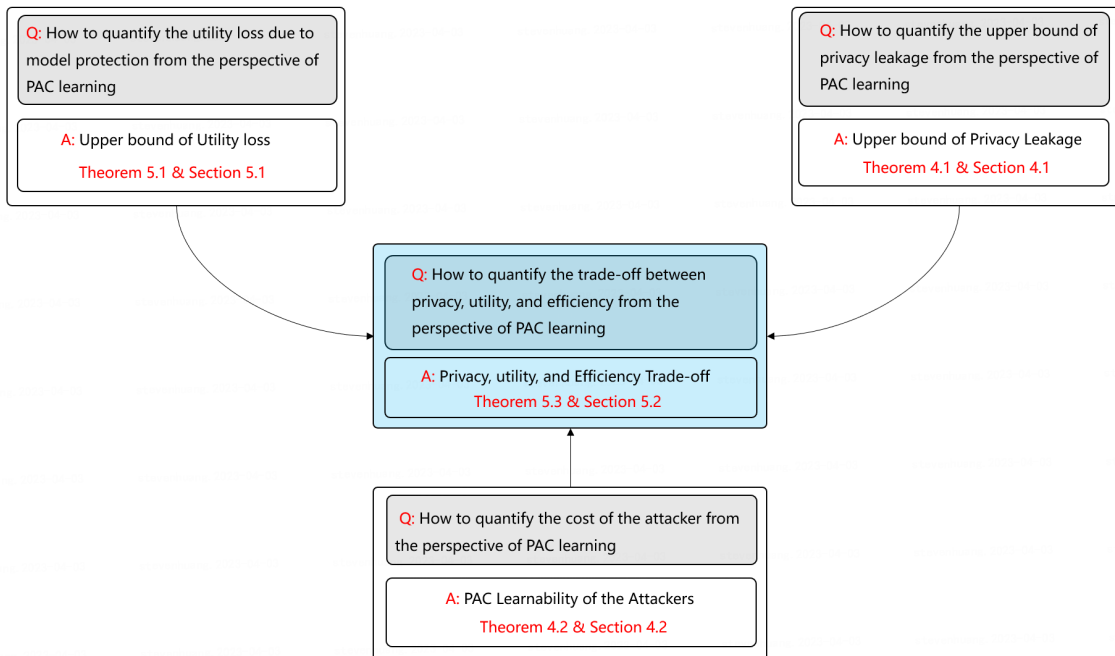 Q: How to quantify the utility loss due to
model protection from the perspective of
PAC learning
A: Upper bound of Utility loss
Theorem 5.1 & Section 5.1
Q: How to quantify the upper bound of
privacy leakage from the perspective of
PAC learning
A: Upper bound of Privacy Leakage
Theorem 4.1 & Section 4.1
Q: How to quantify the trade-off between
privacy, utility, and efficiency from the
perspective of PAC learning
A: Privacy, utility, and Efficiency Trade-off
Theorem 5.3 & Section 5.2
Q: How to quantify the cost of the attacker from
the perspective of PAC learning
A: PAC Learnability of the Attackers
Theorem 4.2 & Section 4.2